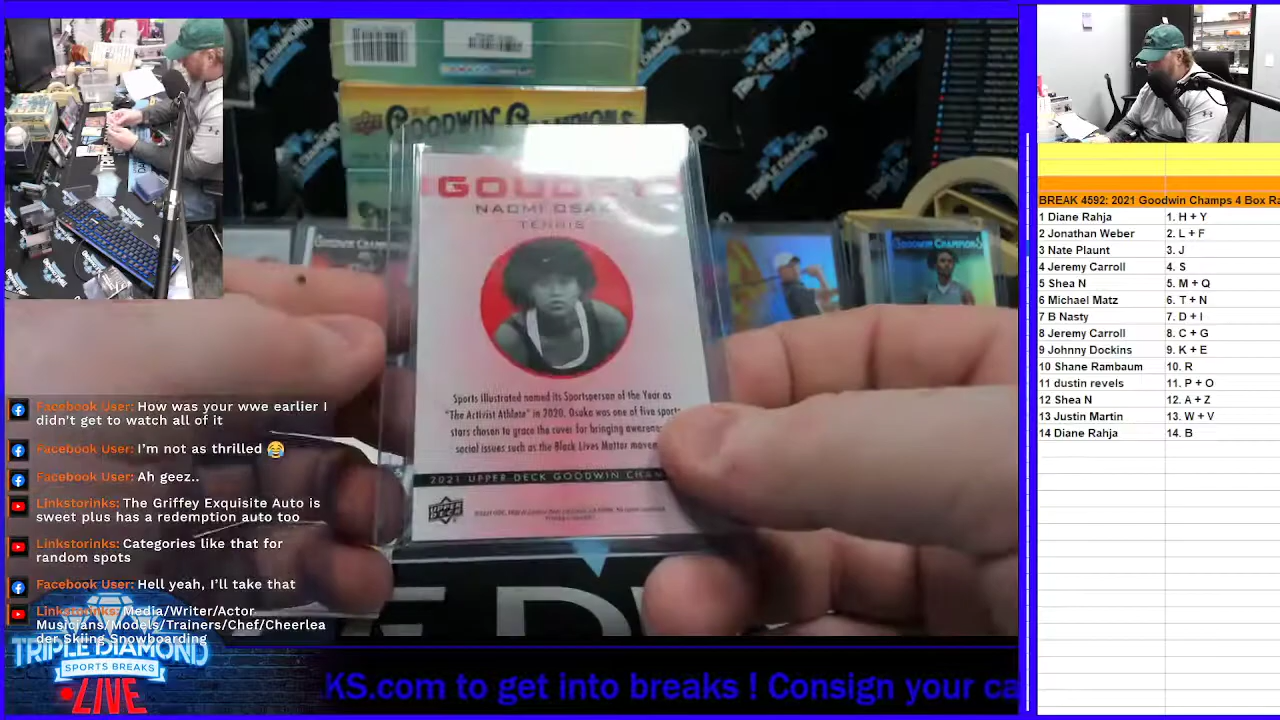 GOODWIN CHAMPIONS
TRIPLE DIAMOND
GOODWIN CHAMPIONS
NAOMI OSAK
TENNIS
Sports Illustrated named its Sportsperson of the Year as
"The Activist Athlete" in 2020. Osaka was one of five sports
stars chosen to grace the cover for bringing awarene
social issues such as the Black Lives Matter movem
2021 UPPER DECK GOODWIN CHAM
UPPER DECK
Facebook User: How was your wwe earlier I
didn't get to watch all of it
Facebook User: I'm not as thrilled 😂
Facebook User: Ah geez..
Linkstorinks: The Griffey Exquisite Auto is
sweet plus has a redemption auto too
Linkstorinks: Categories like that for
random spots
Facebook User: Hell yeah, I'll take that
Linkstorinks: Media/Writer/Actor
Musicians/Models/Trainers/Chef/Cheerlea
der Skiing Snowboarding
TRIPLE DIAMOND
SPORTS BREAKS
LIVE
KS.com to get into breaks ! Consign your ca
BREAK 4592: 2021 Goodwin Champs 4 Box Ra
1 Diane Rahja 1. H + Y
2 Jonathan Weber 2. L + F
3 Nate Plaunt 3. J
4 Jeremy Carroll 4. S
5 Shea N 5. M + Q
6 Michael Matz 6. T + N
7 B Nasty 7. D + I
8 Jeremy Carroll 8. C + G
9 Johnny Dockins 9. K + E
10 Shane Rambaum 10. R
11 dustin revels 11. P + O
12 Shea N 12. A + Z
13 Justin Martin 13. W + V
14 Diane Rahja 14. B